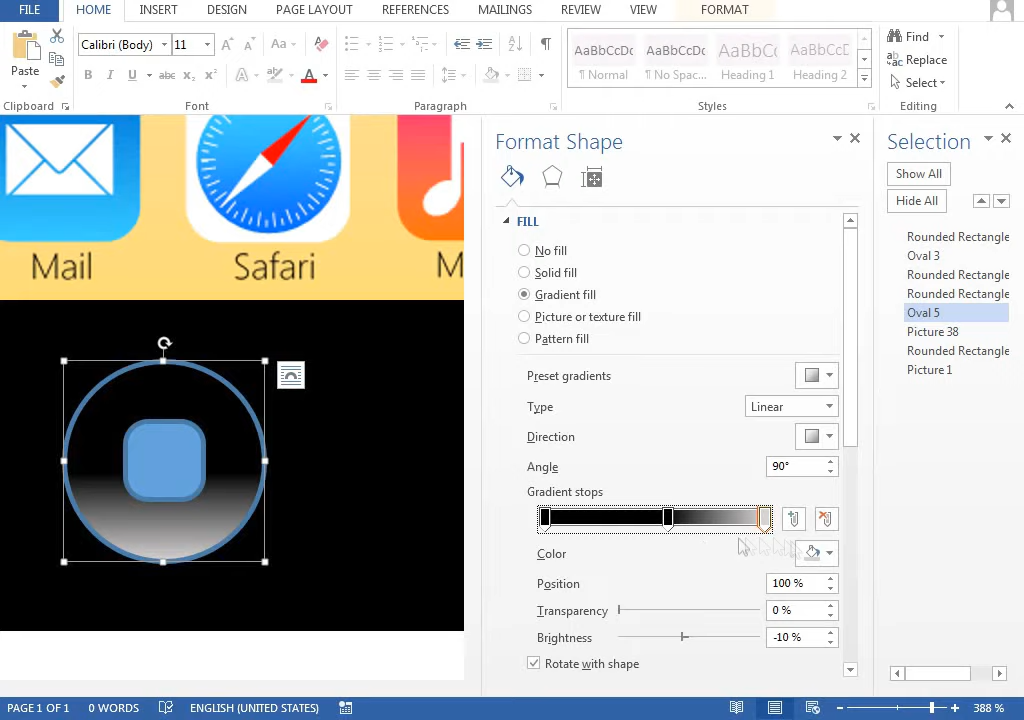 FILE HOME INSERT DESIGN PAGE LAYOUT REFERENCES MAILINGS REVIEW VIEW FORMAT
Paste
Calibri (Body) 11 Aa
B I U abc x₂ x² A A
AaBbCcDc AaBbCcDc AaBbCc AaBbCcD
¶ Normal ¶ No Spac... Heading 1 Heading 2
Find
Replace
Select
Clipboard Font Paragraph Styles Editing
Mail Safari M
Format Shape
FILL
No fill
Solid fill
Gradient fill
Picture or texture fill
Pattern fill
Preset gradients
Type Linear
Direction
Angle 90°
Gradient stops
Color
Position 100 %
Transparency 0 %
Brightness -10 %
Rotate with shape
Selection
Show All
Hide All
Rounded Rectangle
Oval 3
Rounded Rectangle
Rounded Rectangle
Oval 5
Picture 38
Rounded Rectangle
Picture 1
PAGE 1 OF 1 0 WORDS ENGLISH (UNITED STATES) 388 %